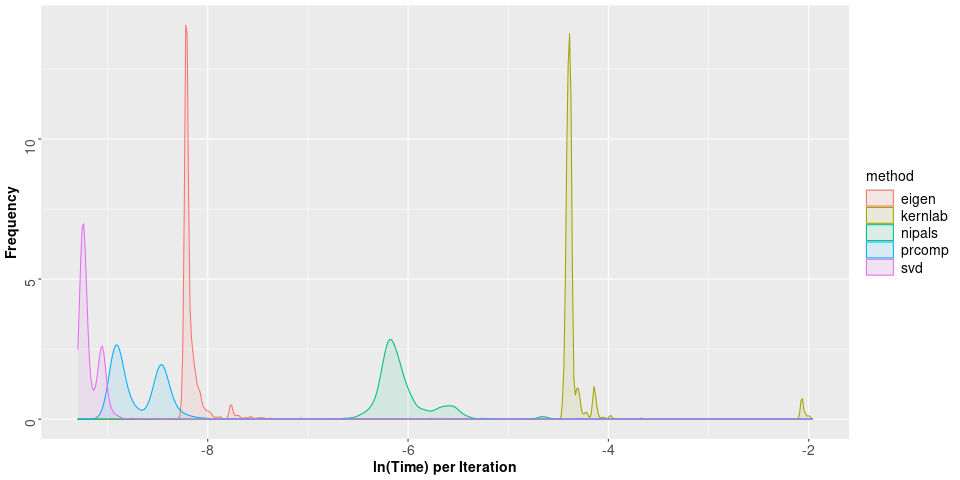 Frequency
10
5
0
-8
-6
-4
-2
ln(Time) per Iteration
method
eigen
kernlab
nipals
prcomp
svd